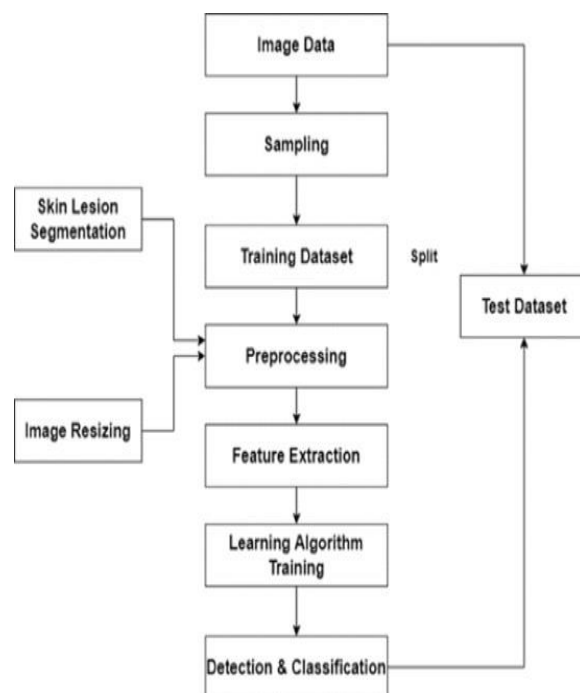 Image Data
Sampling
Skin Lesion
Segmentation
Training Dataset
Split
Test Dataset
Preprocessing
Image Resizing
Feature Extraction
Learning Algorithm
Training
Detection & Classification